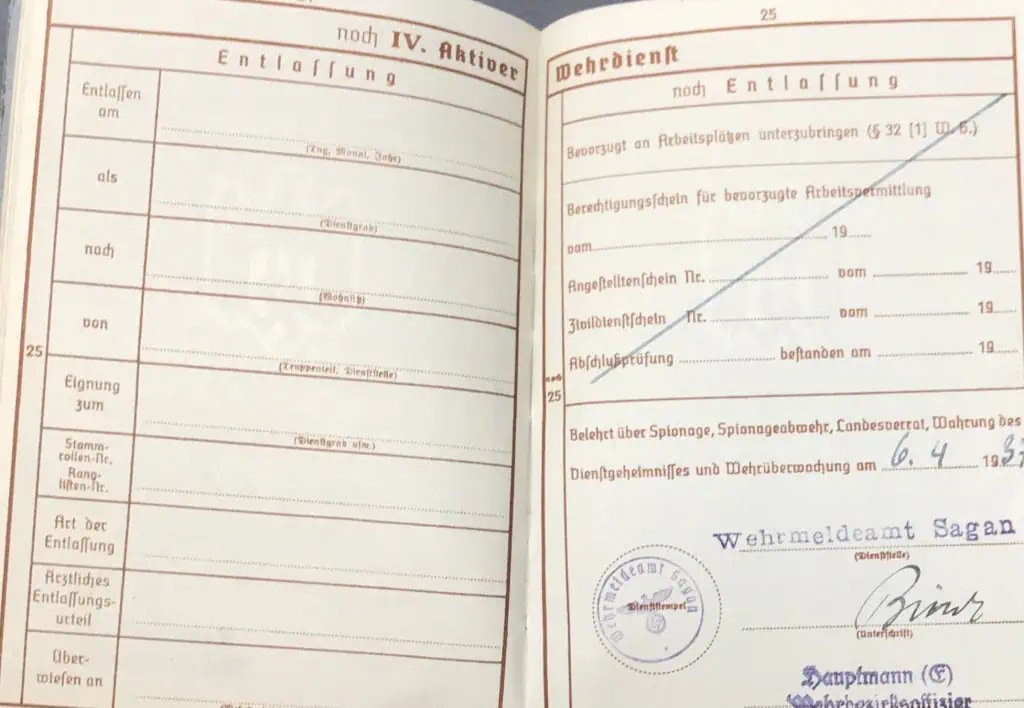 noch IV. Aktiver
Entlassung
Entlassen
am
(Tag, Monat, Jahr)
als
(Dienstgrad)
nach
(Wohnsitz)
von
(Truppenteil, Dienststelle)
25
Eignung
zum
(Dienstgrad usw.)
Stamm-
rollen-Nr.
Rang-
listen-Nr.
Art der
Entlassung
Ärztliches
Entlassungs-
urteil
Über-
wiesen an
25
Wehrdienst
noch Entlassung
Bevorzugt an Arbeitsplätzen unterzubringen (§ 32 [1] W.G.)
Berechtigungsschein für bevorzugte Arbeitsvermittlung
vom 19
Angestelltenschein Nr. vom 19
Zivildienstschein Nr. vom 19
Abschlußprüfung bestanden am 19
noch
25
Belehrt über Spionage, Spionageabwehr, Landesverrat, Wahrung des
Dienstgeheimnisses und Wehrüberwachung am 6. 4 1937
Wehrmeldeamt Sagan
(Dienststelle)
Wehrmeldeamt Sagan
Dienststempel
(Unterschrift)
Hauptmann (E)
Wehrbezirksoffizier